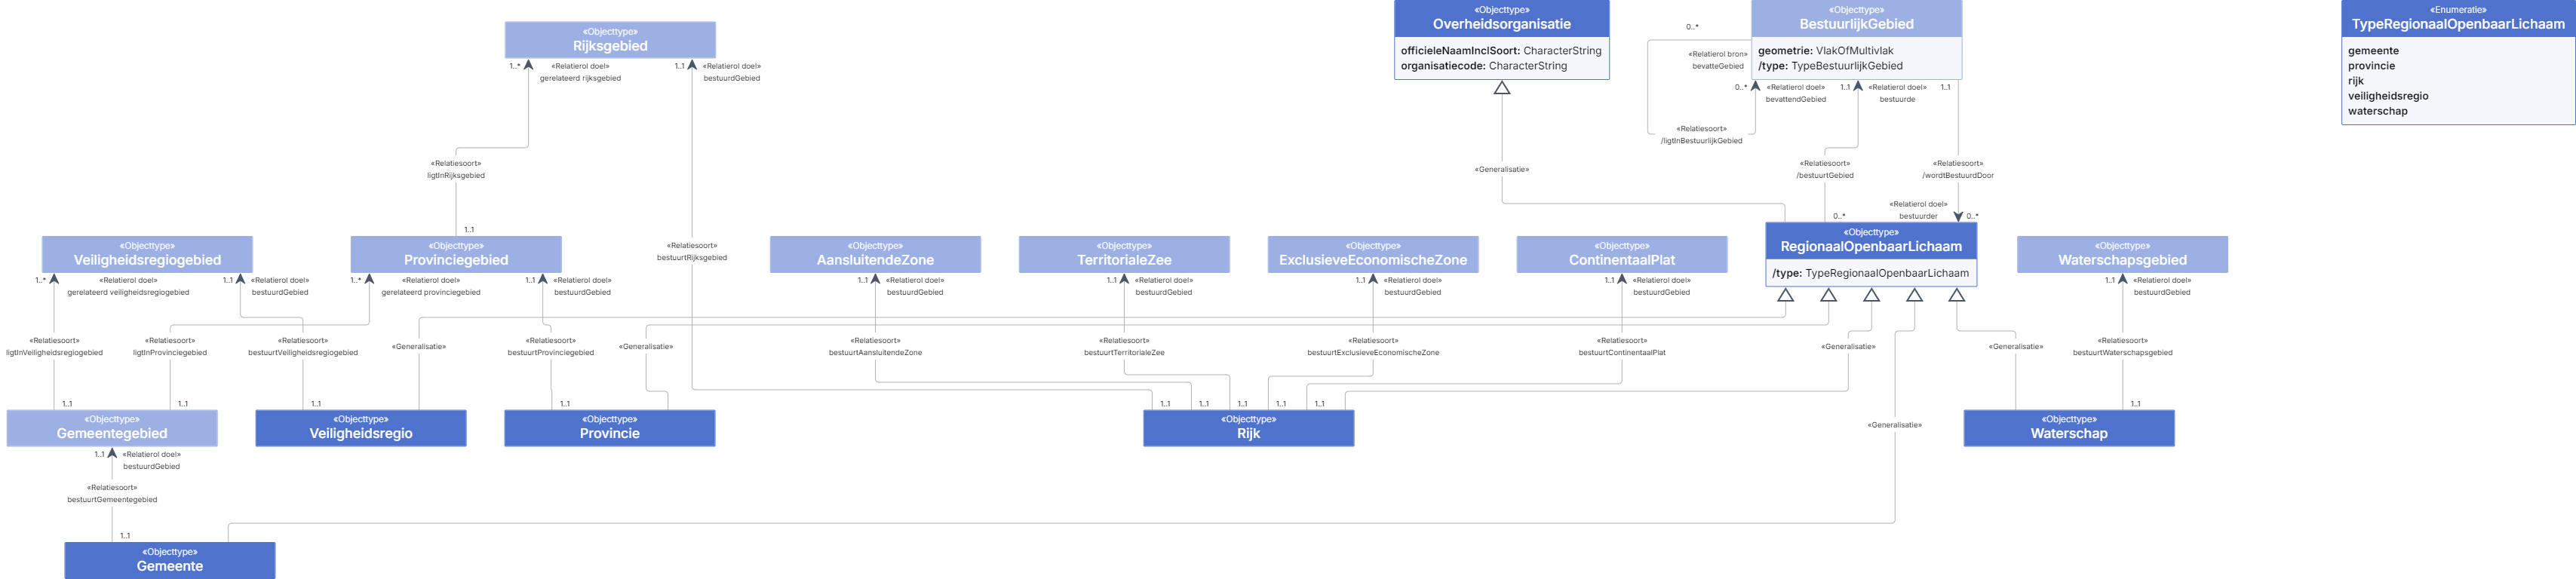 «Objecttype»
Rijksgebied
1..*
«Relatierol doel»
gerelateerd rijksgebied
1..1
«Relatierol doel»
bestuurdGebied
«Objecttype»
Overheidsorganisatie
officieleNaamInclSoort: CharacterString
organisatiecode: CharacterString
«Objecttype»
BestuurlijkGebied
geometrie: VlakOfMultivlak
/type: TypeBestuurlijkGebied
0..*
«Relatierol bron»
bevatteGebied
0..*
«Relatierol doel»
bevattendGebied
1..1
«Relatierol doel»
bestuurde
1..1
«Relatiesoort»
/ligtInBestuurlijkGebied
«Enumeratie»
TypeRegionaalOpenbaarLichaam
gemeente
provincie
rijk
veiligheidsregio
waterschap
«Relatiesoort»
ligtInRijksgebied
1..1
«Generalisatie»
«Relatiesoort»
/bestuurtGebied
0..*
«Relatiesoort»
/wordtBestuurdDoor
«Relatierol doel»
bestuurder
0..*
«Relatiesoort»
bestuurtRijksgebied
«Objecttype»
Veiligheidsregiogebied
«Objecttype»
Provinciegebied
«Objecttype»
AansluitendeZone
«Objecttype»
TerritorialeZee
«Objecttype»
ExclusieveEconomischeZone
«Objecttype»
ContinentaalPlat
«Objecttype»
RegionaalOpenbaarLichaam
/type: TypeRegionaalOpenbaarLichaam
«Objecttype»
Waterschapsgebied
1..*
«Relatierol doel»
gerelateerd veiligheidsregiogebied
1..1
«Relatierol doel»
bestuurdGebied
1..*
«Relatierol doel»
gerelateerd provinciegebied
1..1
«Relatierol doel»
bestuurdGebied
1..1
«Relatierol doel»
bestuurdGebied
1..1
«Relatierol doel»
bestuurdGebied
1..1
«Relatierol doel»
bestuurdGebied
1..1
«Relatierol doel»
bestuurdGebied
1..1
«Relatierol doel»
bestuurdGebied
«Relatiesoort»
ligtInVeiligheidsregiogebied
«Relatiesoort»
ligtInProvinciegebied
«Relatiesoort»
bestuurtVeiligheidsregiogebied
«Generalisatie»
«Relatiesoort»
bestuurtProvinciegebied
«Generalisatie»
«Relatiesoort»
bestuurtAansluitendeZone
«Relatiesoort»
bestuurtTerritorialeZee
«Relatiesoort»
bestuurtExclusieveEconomischeZone
«Relatiesoort»
bestuurtContinentaalPlat
«Generalisatie»
«Generalisatie»
«Relatiesoort»
bestuurtWaterschapsgebied
1..1
1..1
1..1
1..1
1..1
1..1
1..1
1..1
1..1
1..1
«Objecttype»
Gemeentegebied
«Objecttype»
Veiligheidsregio
«Objecttype»
Provincie
«Objecttype»
Rijk
«Generalisatie»
«Objecttype»
Waterschap
1..1
«Relatierol doel»
bestuurdGebied
«Relatiesoort»
bestuurtGemeentegebied
1..1
«Objecttype»
Gemeente